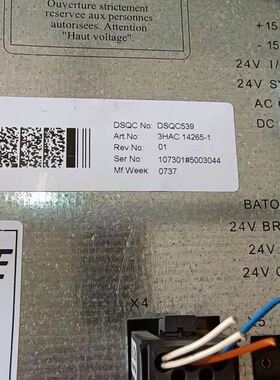 Ouverture strictement
reservee aux personnes
autorisées. Attention
"Haut voltage".
+15
- 15
24V I/
24V SY
AC
DSQC No: DSQC539
Art.No 3HAC 14265-1
Rev No: 01
Ser No: 107301#5003044
Mf.Week: 0737
BATO
24V BR
24V
24V C
X4
X5